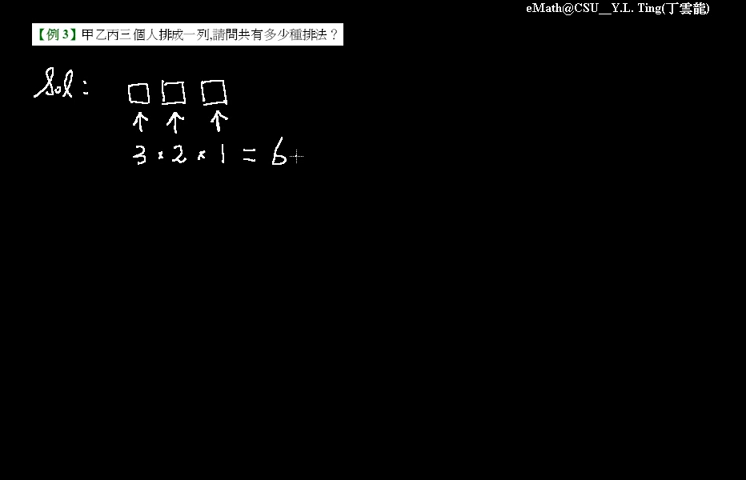 eMath@CSU__Y.L. Ting(丁雲龍)
【例 3】甲乙丙三個人排成一列,請問共有多少種排法？
Sol:
3 × 2 × 1 = 6